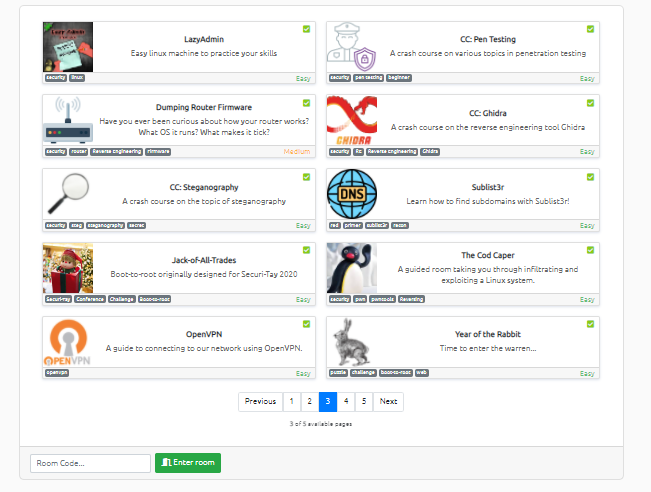 LazyAdmin
Easy linux machine to practice your skills
security linux
Easy
CC: Pen Testing
A crash course on various topics in penetration testing
security pen testing beginner
Easy
Dumping Router Firmware
Have you ever been curious about how your router works?
What OS it runs? What makes it tick?
security router Reverse Engineering firmware
Medium
GHIDRA
CC: Ghidra
A crash course on the reverse engineering tool Ghidra
security RE Reverse Engineering Ghidra
Easy
CC: Steganography
A crash course on the topic of steganography
security steg steganography secrec
Easy
DNS
Sublist3r
Learn how to find subdomains with Sublist3r!
red primer sublist3r recon
Easy
Jack-of-All-Trades
Boot-to-root originally designed for Securi-Tay 2020
Securi-Tay Conference Challenge Boot-to-root
Easy
The Cod Caper
A guided room taking you through infiltrating and
exploiting a Linux system.
security pwn pwntools Reversing
Easy
OPENVPN
OpenVPN
A guide to connecting to our network using OpenVPN.
openvpn
Easy
Year of the Rabbit
Time to enter the warren...
puzzle challenge boot-to-root web
Easy
Previous 1 2 3 4 5 Next
3 of 5 available pages
Room Code... Enter room